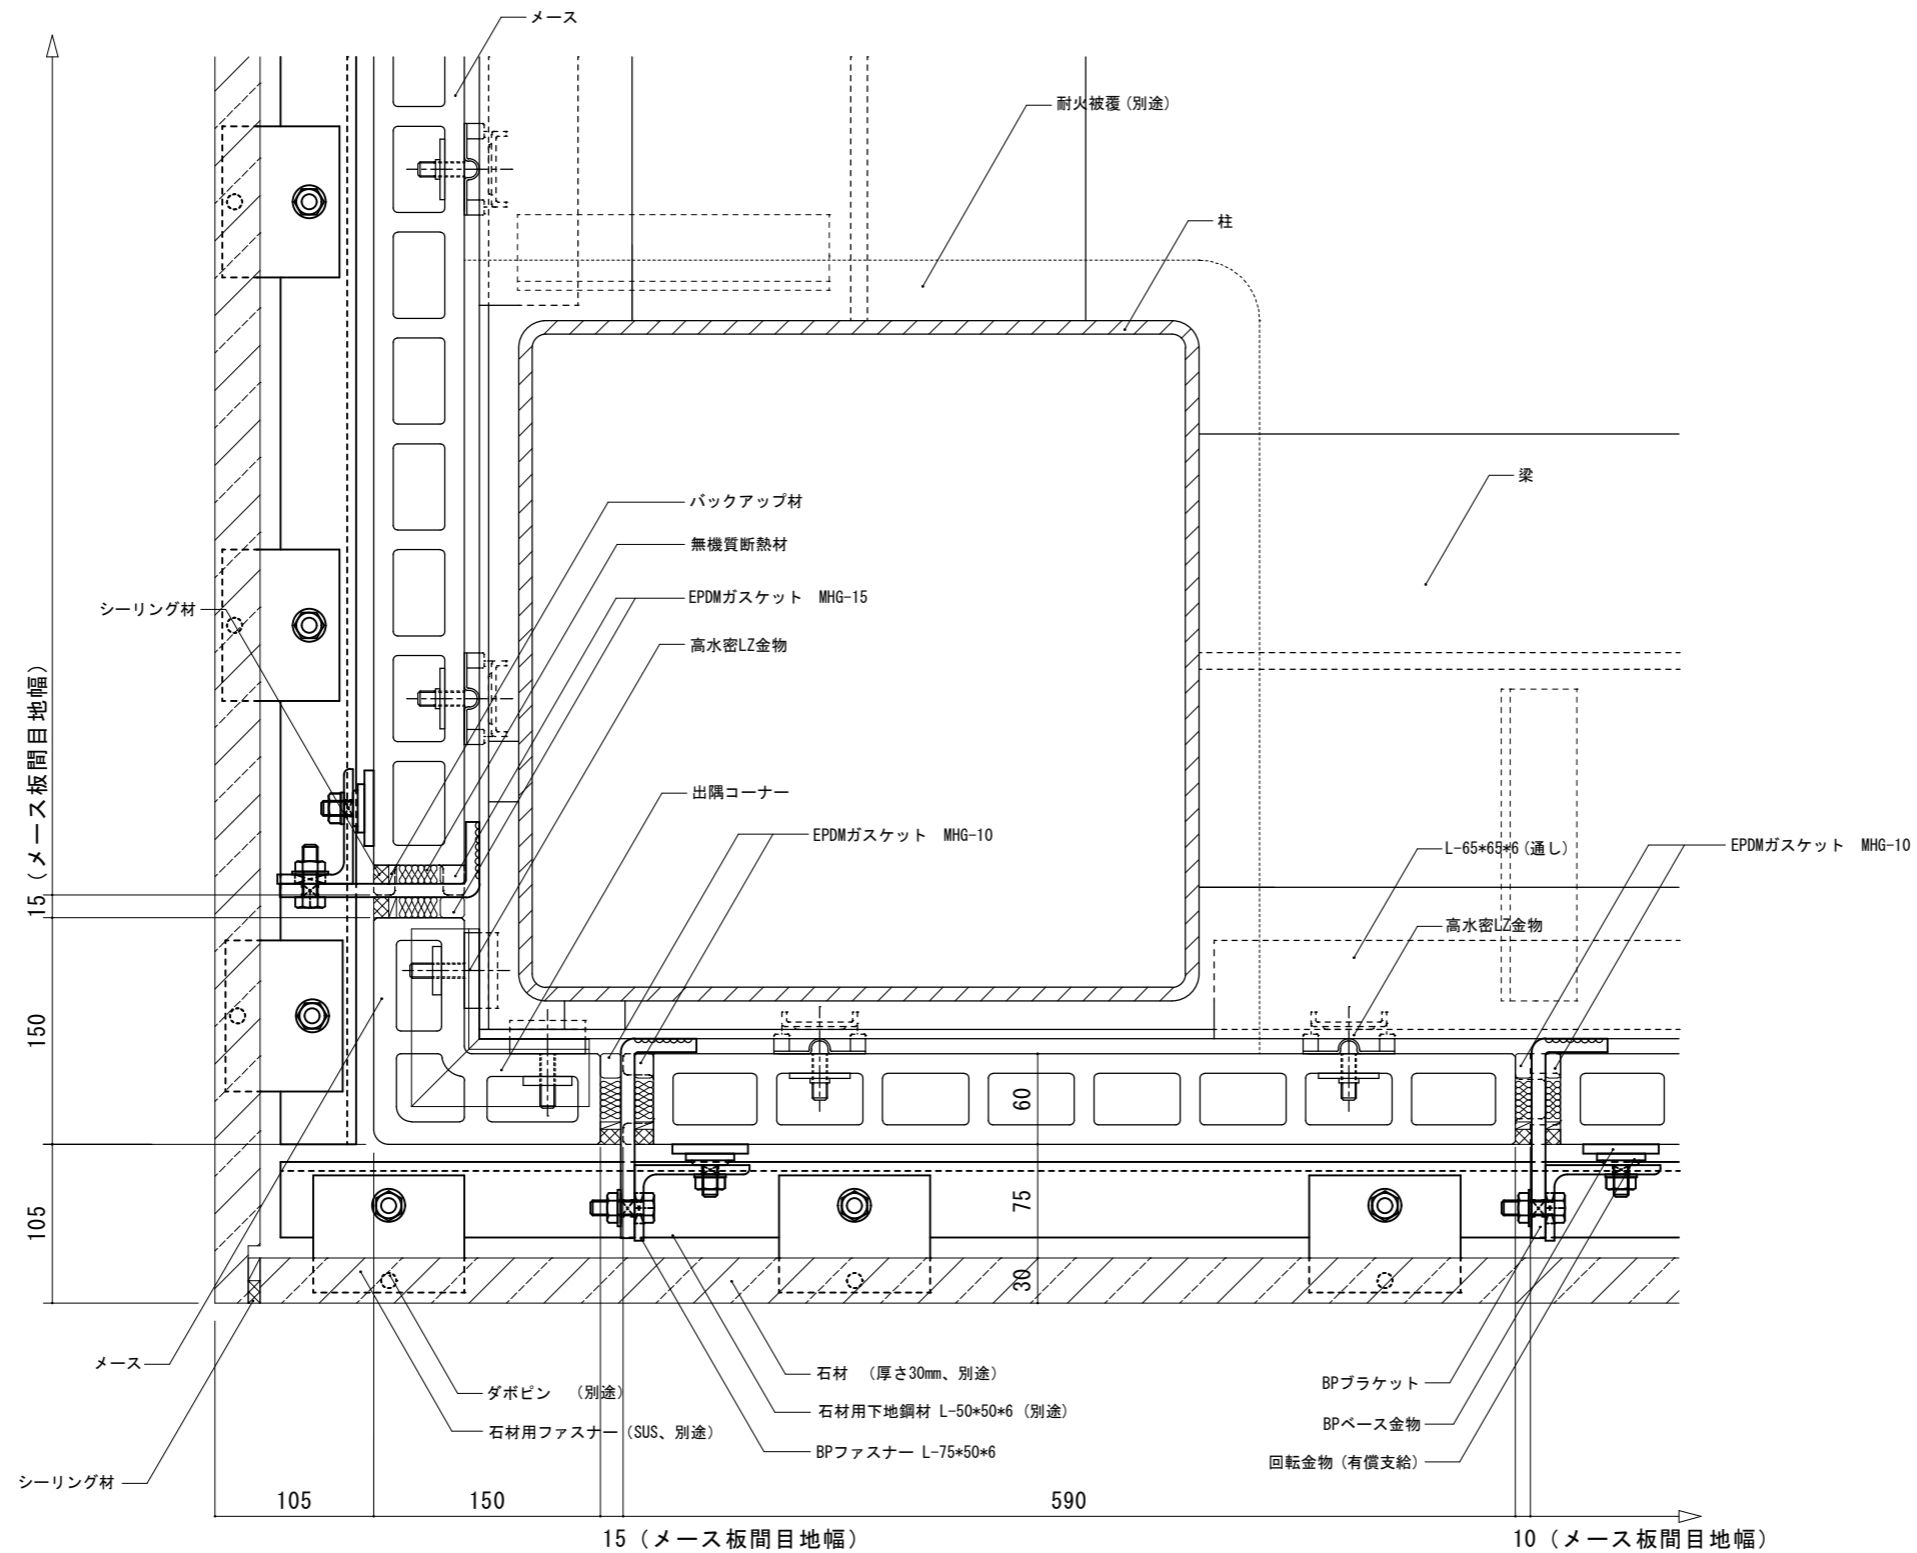 メース
耐火被覆(別途)
柱
梁
バックアップ材
無機質断熱材
EPDMガスケット　MHG-15
シーリング材
高水密LZ金物
出隅コーナー
EPDMガスケット　MHG-10
L-65*65*6(通し)
EPDMガスケット　MHG-10
高水密LZ金物
15（メース板間目地幅）
150
105
60
75
30
メース
ダボピン　（別途）
石材用ファスナー（SUS、別途）
シーリング材
石材　（厚さ30mm、別途）
石材用下地鋼材 L-50*50*6（別途）
BPファスナー L-75*50*6
BPブラケット
BPベース金物
回転金物（有償支給）
105
150
590
15（メース板間目地幅）
10（メース板間目地幅）